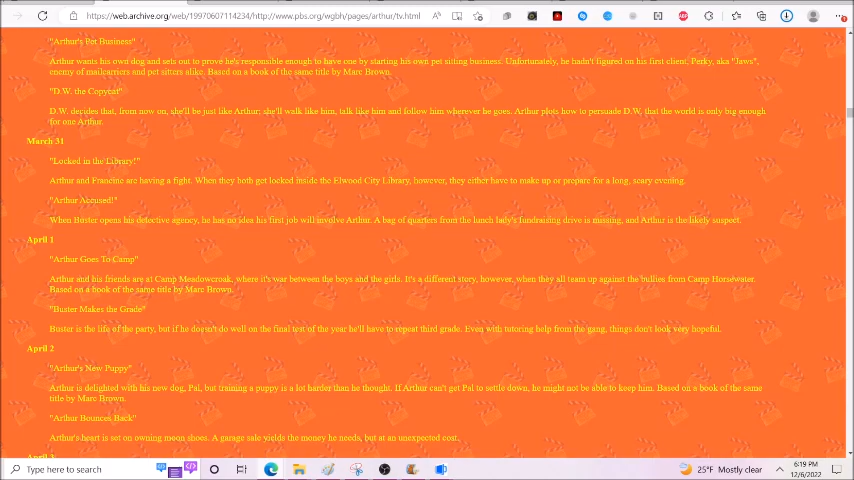 https://web.archive.org/web/19970607114234/http://www.pbs.org/wgbh/pages/arthur/tv.html
"Arthur's Pet Business"
Arthur wants his own dog and sets out to prove he's responsible enough to have one by starting his own pet sitting business. Unfortunately, he hadn't figured on his first client, Perky, aka "Jaws",
enemy of mailcarriers and pet sitters alike. Based on a book of the same title by Marc Brown.
"D.W. the Copycat"
D.W. decides that, from now on, she'll be just like Arthur; she'll walk like him, talk like him and follow him wherever he goes. Arthur plots how to persuade D.W. that the world is only big enough
for one Arthur.
March 31
"Locked in the Library!"
Arthur and Francine are having a fight. When they both get locked inside the Elwood City Library, however, they either have to make up or prepare for a long, scary evening.
"Arthur Accused!"
When Buster opens his detective agency, he has no idea his first job will involve Arthur. A bag of quarters from the lunch lady's fundraising drive is missing, and Arthur is the likely suspect.
April 1
"Arthur Goes To Camp"
Arthur and his friends are at Camp Meadowcroak, where it's war between the boys and the girls. It's a different story, however, when they all team up against the bullies from Camp Horsewater.
Based on a book of the same title by Marc Brown.
"Buster Makes the Grade"
Buster is the life of the party, but if he doesn't do well on the final test of the year he'll have to repeat third grade. Even with tutoring help from the gang, things don't look very hopeful.
April 2
"Arthur's New Puppy"
Arthur is delighted with his new dog, Pal, but training a puppy is a lot harder than he thought. If Arthur can't get Pal to settle down, he might not be able to keep him. Based on a book of the same
title by Marc Brown.
"Arthur Bounces Back"
Arthur's heart is set on owning moon shoes. A garage sale yields the money he needs, but at an unexpected cost.
April 3
Type here to search
25°F Mostly clear
6:19 PM
12/6/2022